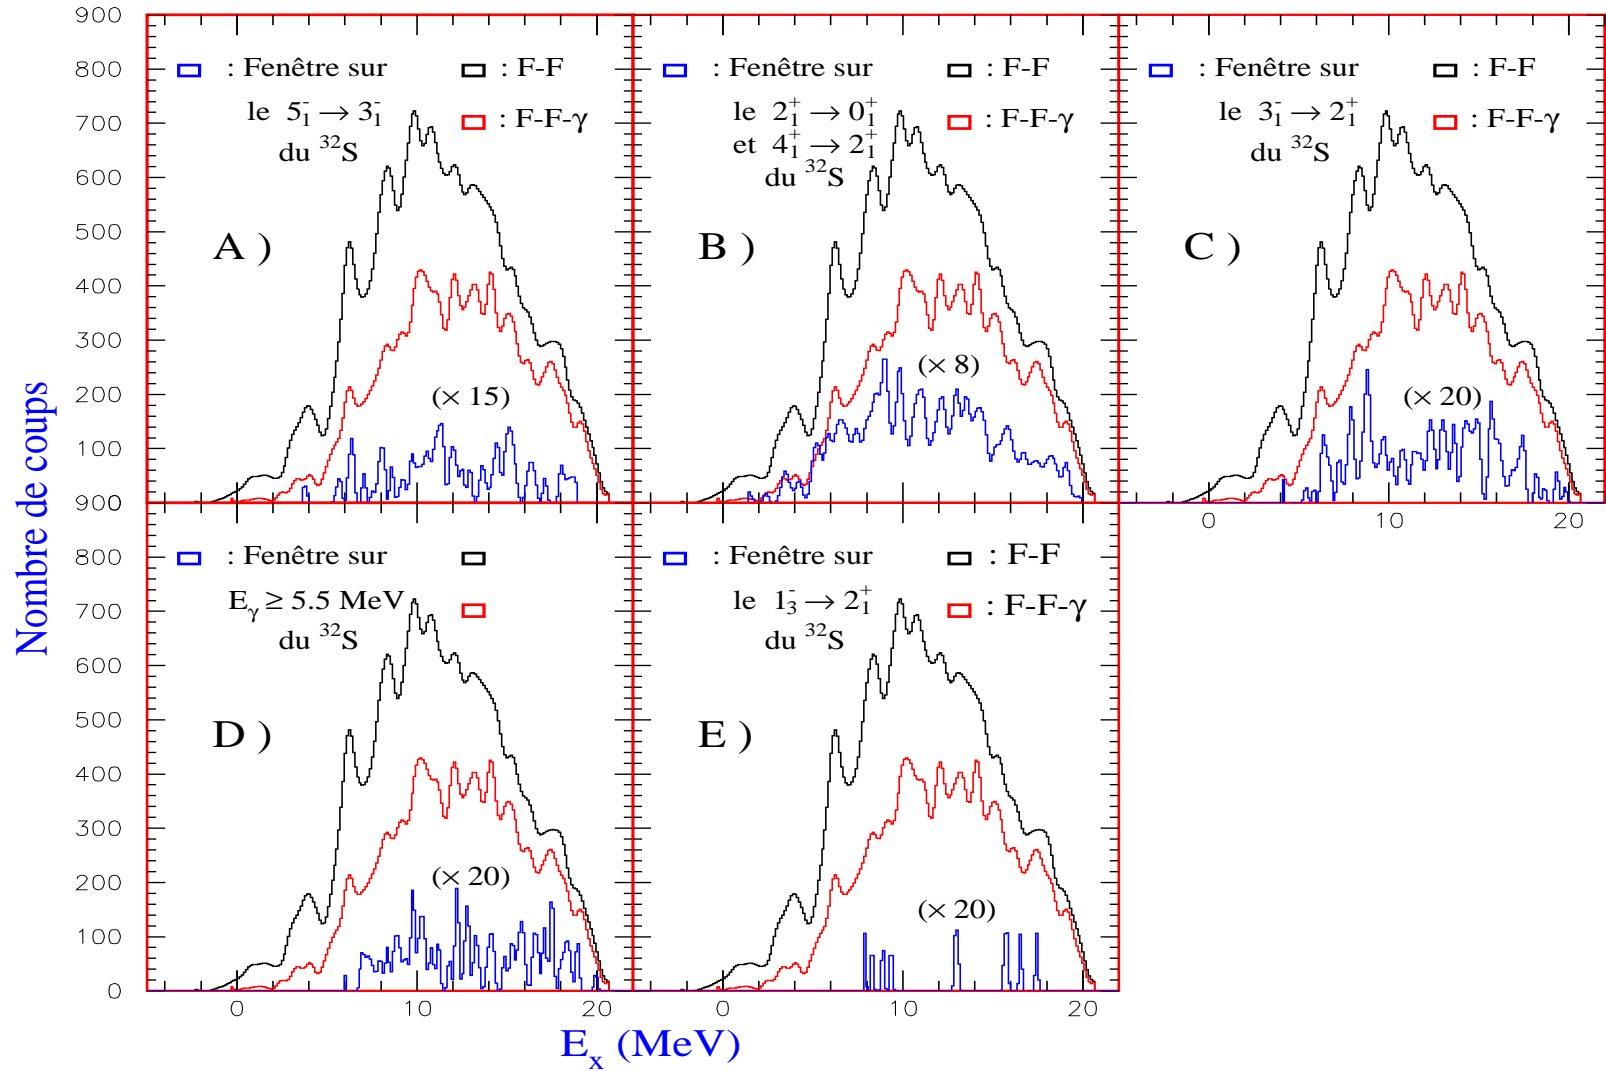 900
800
700
600
500
400
300
200
100
900
: Fenêtre sur
: F-F
le 5₁⁻ → 3₁⁻
: F-F-γ
du ³²S
A )
(× 15)
: Fenêtre sur
: F-F
le 2₁⁺ → 0₁⁺
: F-F-γ
et 4₁⁺ → 2₁⁺
du ³²S
B )
(× 8)
: Fenêtre sur
: F-F
le 3₁⁻ → 2₁⁺
: F-F-γ
du ³²S
C )
(× 20)
0 10 20
800
700
600
500
400
300
200
100
0
: Fenêtre sur
E_γ ≥ 5.5 MeV
du ³²S
D )
(× 20)
0 10 20
: Fenêtre sur
: F-F
le 1₃⁻ → 2₁⁺
: F-F-γ
du ³²S
E )
(× 20)
0 10 20
Nombre de coups
Eₓ (MeV)